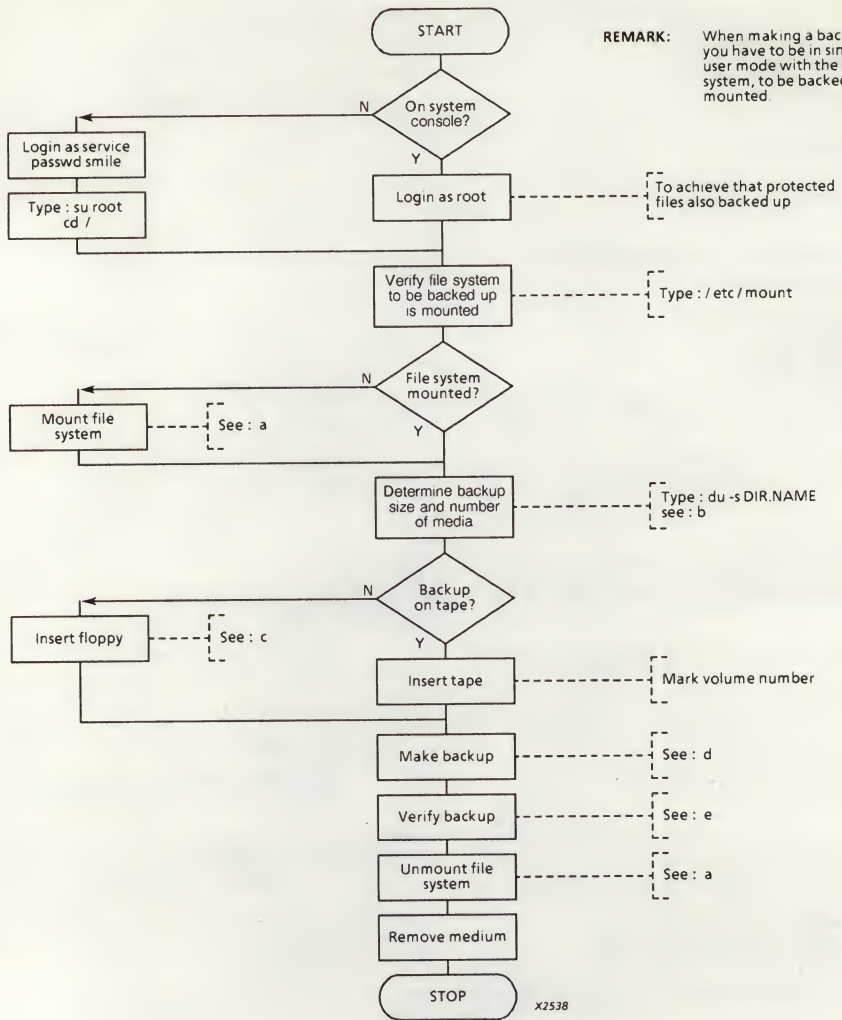 START
REMARK: When making a bac
you have to be in sin
user mode with the
system, to be backed
mounted.
On system
console?
N
Y
Login as service
passwd smile
Type : su root
cd /
Login as root
To achieve that protected
files also backed up
Verify file system
to be backed up
is mounted
Type : / etc / mount
File system
mounted?
N
Y
Mount file
system
See : a
Determine backup
size and number
of media
Type : du -s DIR.NAME
see : b
Backup
on tape?
N
Y
Insert floppy
See : c
Insert tape
Mark volume number
Make backup
See : d
Verify backup
See : e
Unmount file
system
See : a
Remove medium
STOP
X2538